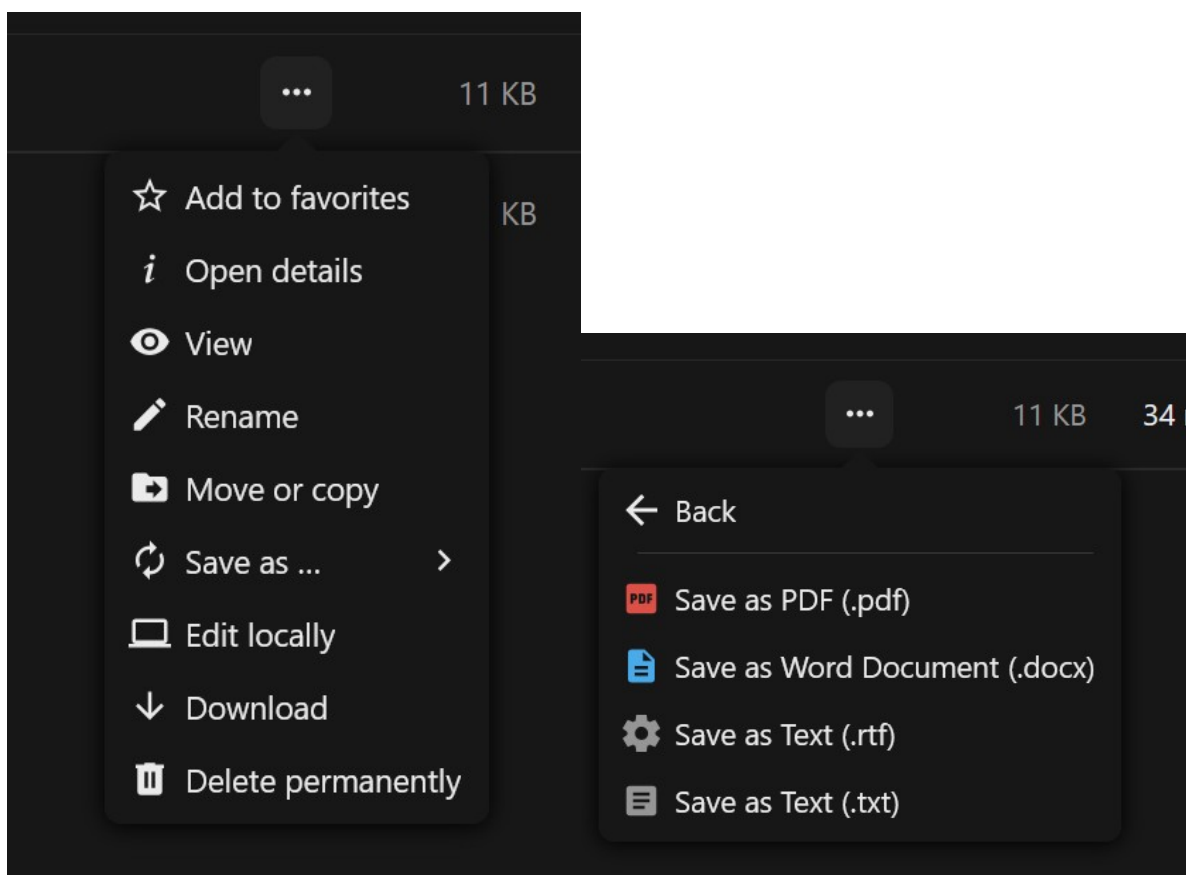 11 KB
Add to favorites
KB
Open details
View
Rename
Move or copy
Save as ...
Edit locally
Download
Delete permanently
11 KB
34
Back
PDF
Save as PDF (.pdf)
Save as Word Document (.docx)
Save as Text (.rtf)
Save as Text (.txt)